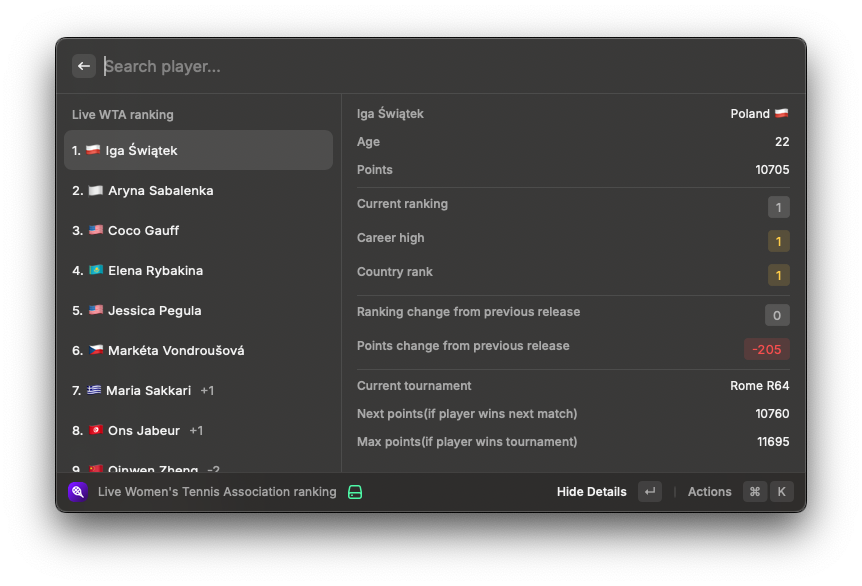 Search player...
Live WTA ranking
1. Iga Świątek
2. Aryna Sabalenka
3. Coco Gauff
4. Elena Rybakina
5. Jessica Pegula
6. Markéta Vondroušová
7. Maria Sakkari +1
8. Ons Jabeur +1
9. Qinwen Zheng -2
Iga Świątek Poland
Age 22
Points 10705
Current ranking 1
Career high 1
Country rank 1
Ranking change from previous release 0
Points change from previous release -205
Current tournament Rome R64
Next points(if player wins next match) 10760
Max points(if player wins tournament) 11695
Live Women's Tennis Association ranking Hide Details ↵ | Actions ⌘ K